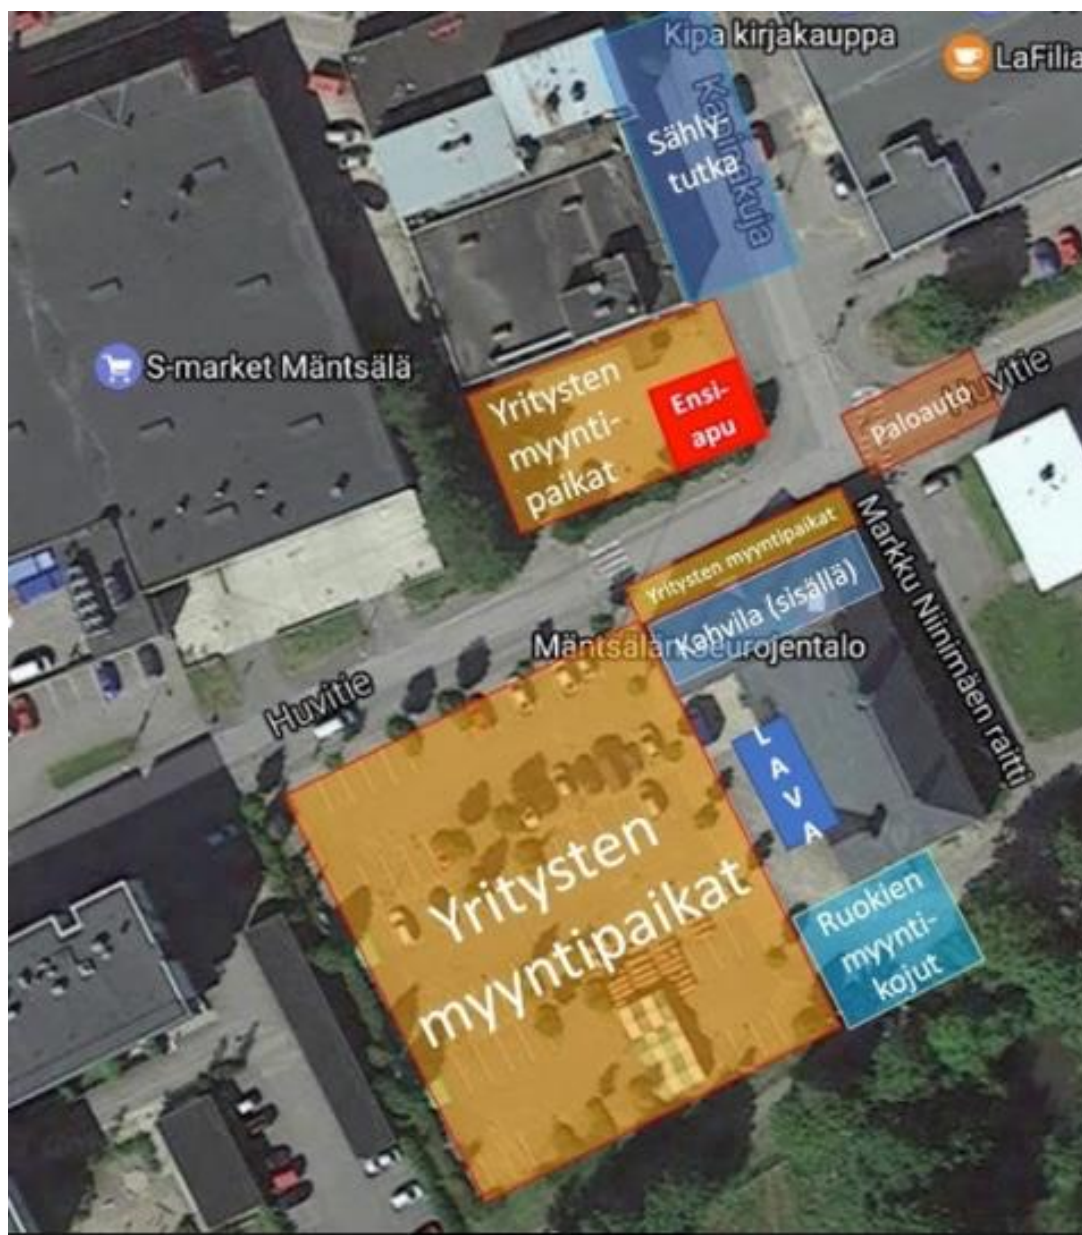 Kipa kirjakauppa
LaFilia
Kaninkuja
Sähly-
tutka
S-market Mäntsälä
Yritysten
myynti-
paikat
Ensi-
apu
Huvitie
Paloauto
Yritysten myyntipaikat
Kahvila (sisällä)
Mäntsälän Seurojentalo
Markku Niinimäen raitti
Huvitie
L
A
V
A
Yritysten
myyntipaikat
Ruokien
myynti-
kojut